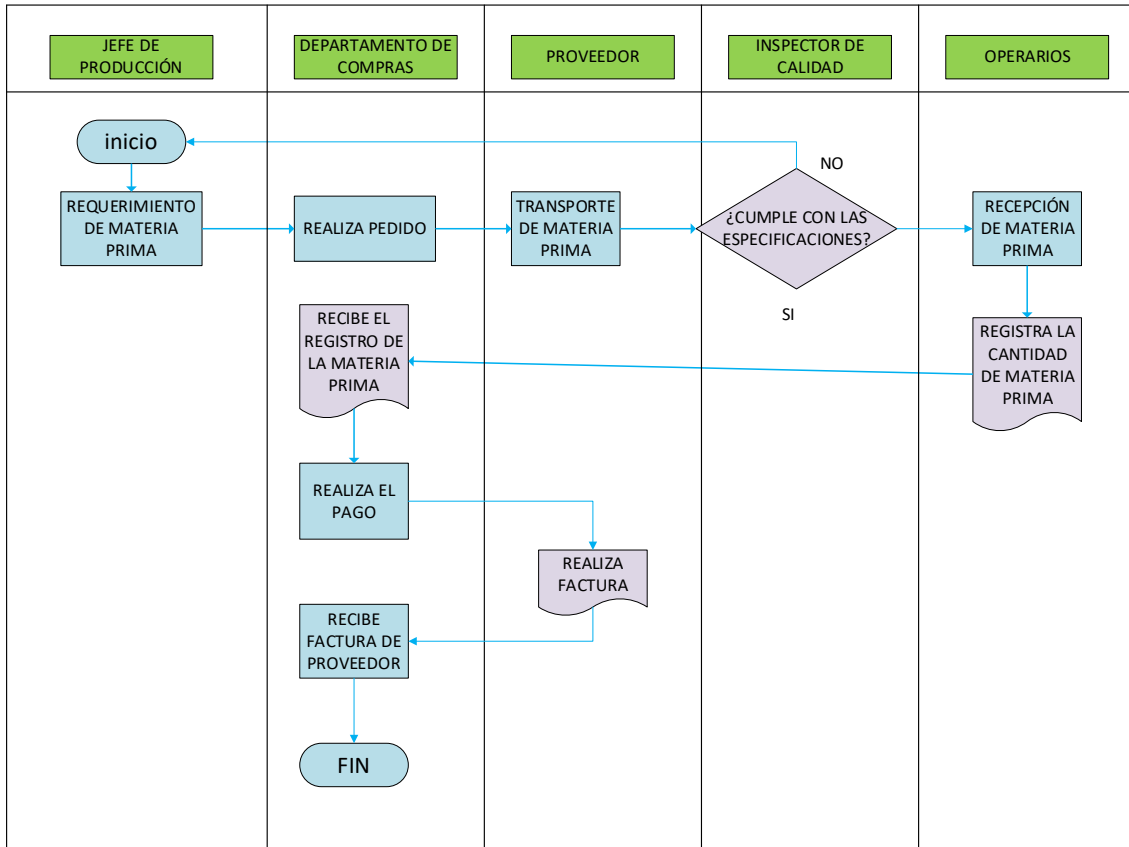 JEFE DE
PRODUCCIÓN
DEPARTAMENTO DE
COMPRAS
PROVEEDOR
INSPECTOR DE
CALIDAD
OPERARIOS
inicio
NO
REQUERIMIENTO
DE MATERIA
PRIMA
REALIZA PEDIDO
TRANSPORTE
DE MATERIA
PRIMA
¿CUMPLE CON LAS
ESPECIFICACIONES?
RECEPCIÓN
DE MATERIA
PRIMA
SI
RECIBE EL
REGISTRO DE
LA MATERIA
PRIMA
REGISTRA LA
CANTIDAD
DE MATERIA
PRIMA
REALIZA EL
PAGO
REALIZA
FACTURA
RECIBE
FACTURA DE
PROVEEDOR
FIN